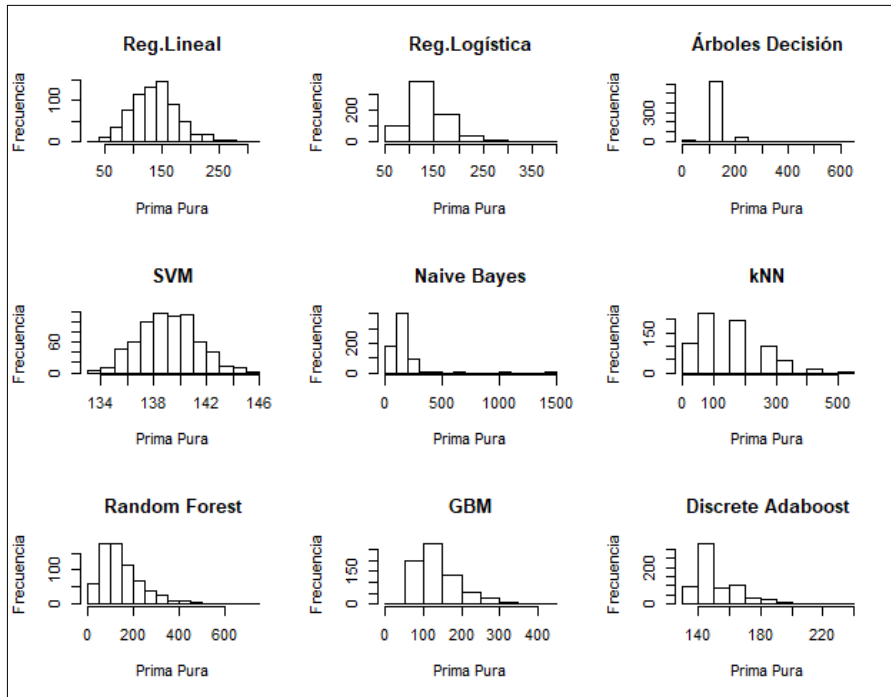 Reg.Lineal
Frecuencia
0 100
50 150 250
Prima Pura
Reg.Logística
Frecuencia
0 200
50 150 250 350
Prima Pura
Árboles Decisión
Frecuencia
0 300
0 200 400 600
Prima Pura
SVM
Frecuencia
0 60
134 138 142 146
Prima Pura
Naive Bayes
Frecuencia
0 200
0 500 1000 1500
Prima Pura
kNN
Frecuencia
0 150
0 100 300 500
Prima Pura
Random Forest
Frecuencia
0 100
0 200 400 600
Prima Pura
GBM
Frecuencia
0 150
0 100 200 300 400
Prima Pura
Discrete Adaboost
Frecuencia
0 200
140 180 220
Prima Pura